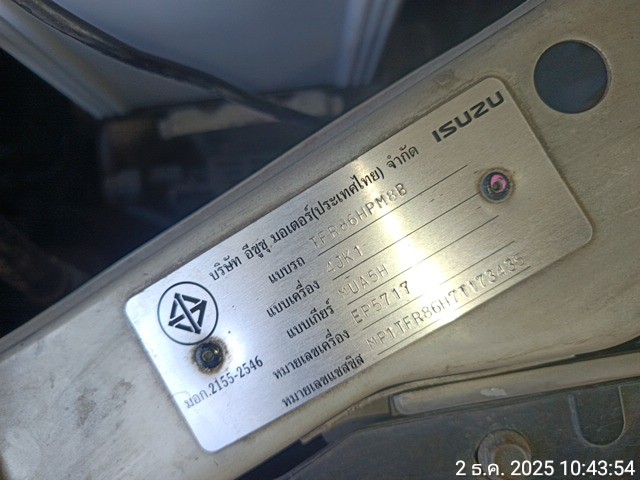 ISUZU
บริษัท อีซูซุ มอเตอร์(ประเทศไทย) จำกัด
แบบรถ TFR86HPM8B
แบบเครื่อง 4JK1
แบบเกียร์ MUA5H
หมายเลขเครื่อง EP5717
หมายเลขแชสซิส MP1TFR86H7T173435
มอก.2155-2546
2 ธ.ค. 2025 10:43:54